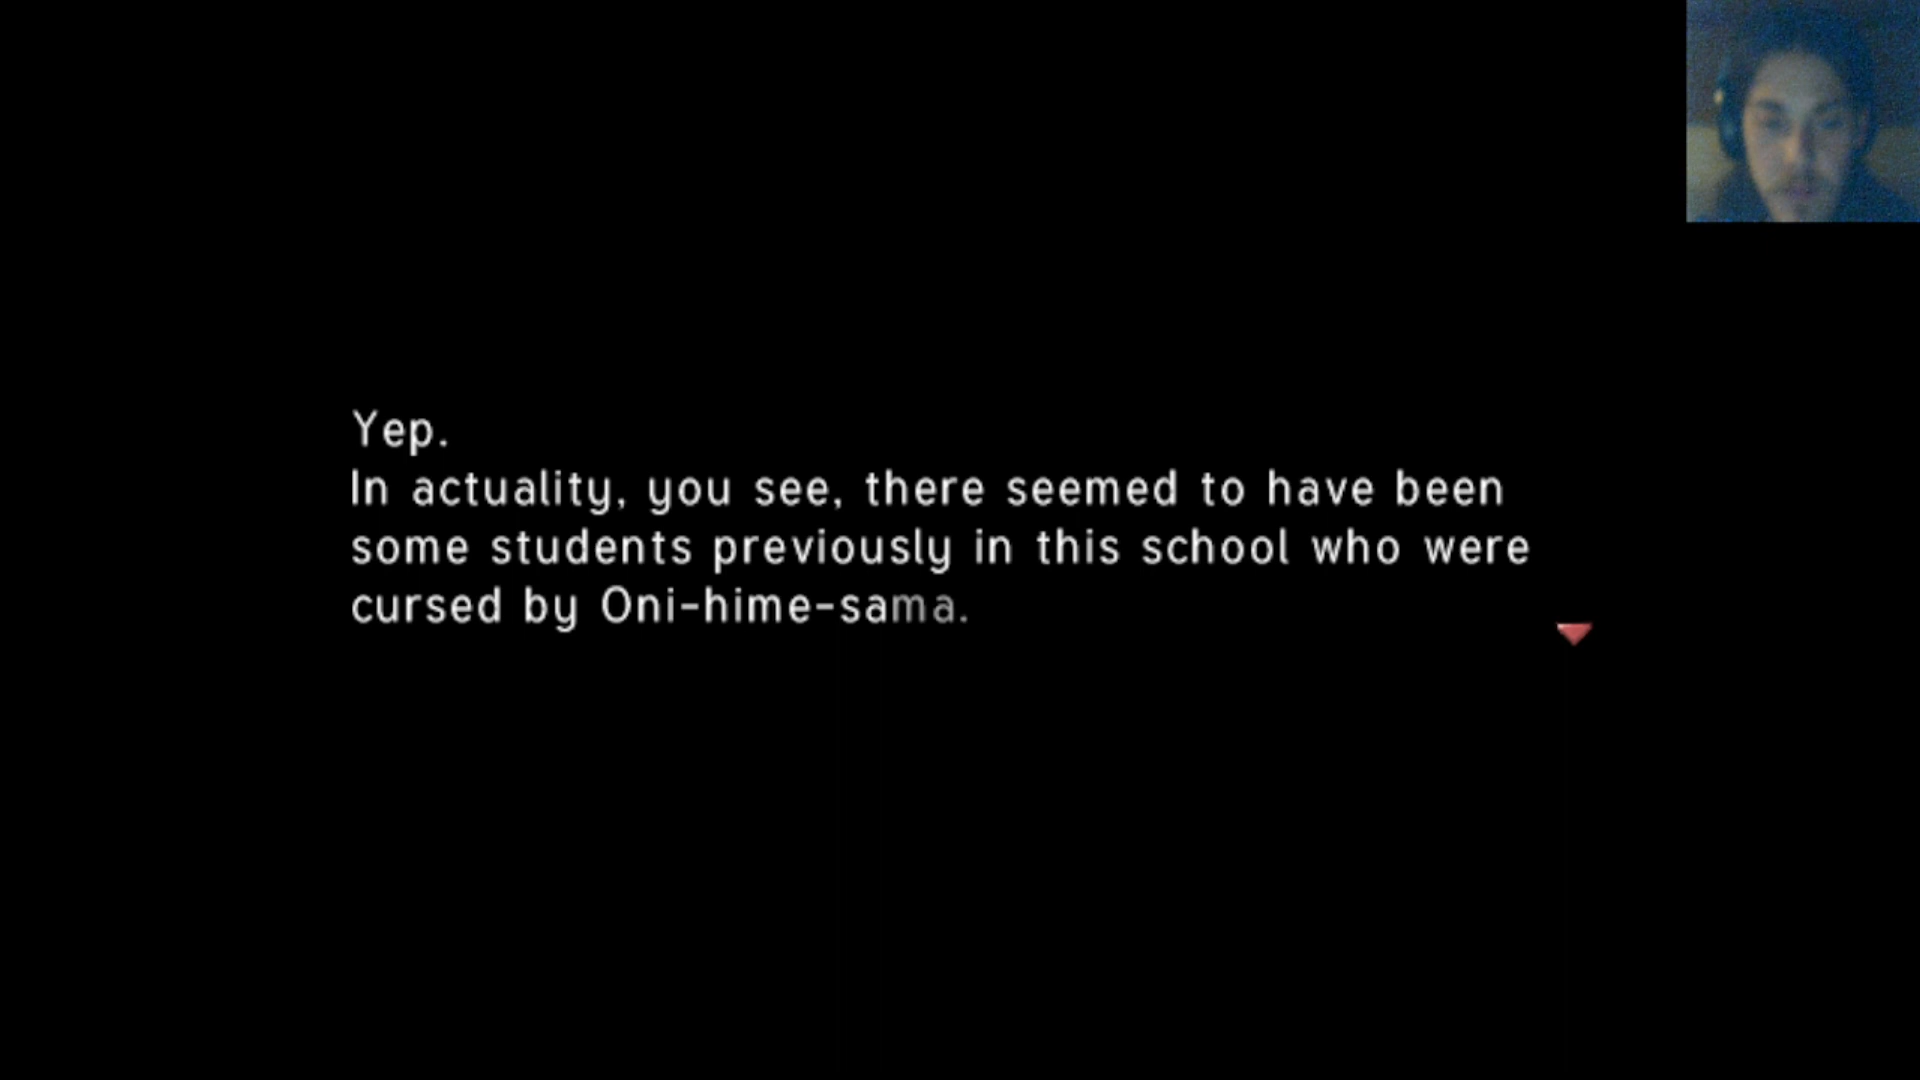 Yep.
In actuality, you see, there seemed to have been
some students previously in this school who were
cursed by Oni-hime-sama.